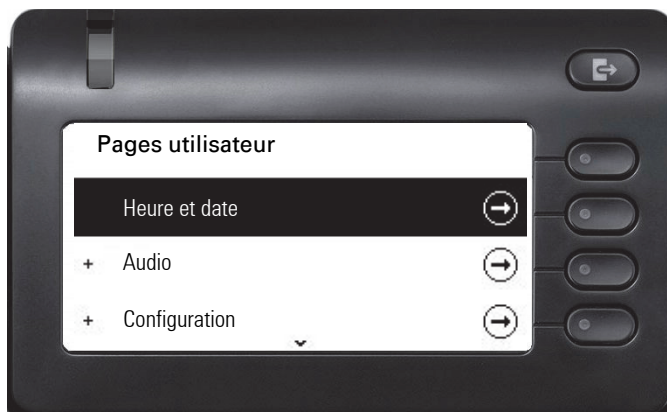 Pages utilisateur
Heure et date
+ Audio
+ Configuration